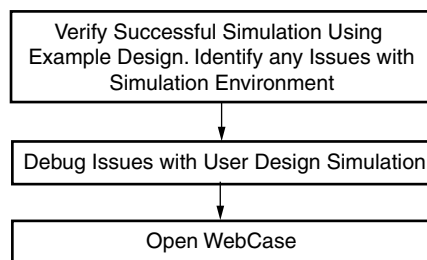 Verify Successful Simulation Using
Example Design. Identify any Issues with
Simulation Environment
Debug Issues with User Design Simulation
Open WebCase